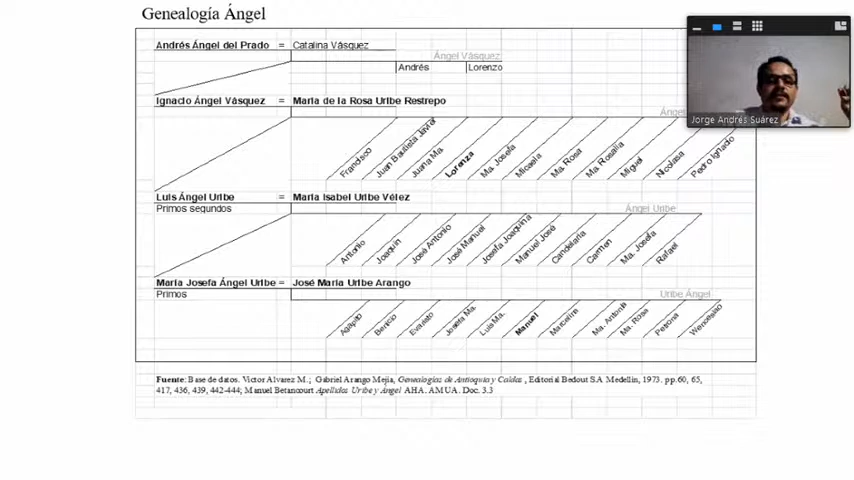 Genealogía Ángel
Andrés Ángel del Prado = Catalina Vásquez
Ángel Vásquez
Andrés Lorenzo
Ignacio Ángel Vásquez = María de la Rosa Uribe Restrepo
Ángel
Francisco
Juan Bautista Javier
Juana Ma.
Lorenza
Ma. Josefa
Micaela
Ma. Rosa
Ma. Rosalia
Miguel
Nicolasa
Pedro Ignacio
Luis Ángel Uribe = María Isabel Uribe Vélez
Primos segundos
Ángel Uribe
Antonio
Joaquín
José Antonio
José Manuel
Josefa Joaquina
Manuel José
Candelaria
Carmen
Ma. Josefa
Rafael
María Josefa Ángel Uribe = José María Uribe Arango
Primos
Uribe Ángel
Agapito
Benicio
Evaristo
Josefa Ma.
Luis Ma.
Manuel
Marcelina
Ma. Antonia
Ma. Rosa
Petrona
Wenceslao
Fuente: Base de datos. Victor Alvarez M.; Gabriel Arango Mejia, Genealogías de Antioquia y Caldas , Editorial Bedout S.A Medellín, 1973. pp.60, 65,
417, 436, 439, 442-444; Manuel Betancourt Apellidos Uribe y Ángel AHA. AMUA. Doc. 3.3
Jorge Andrés Suárez